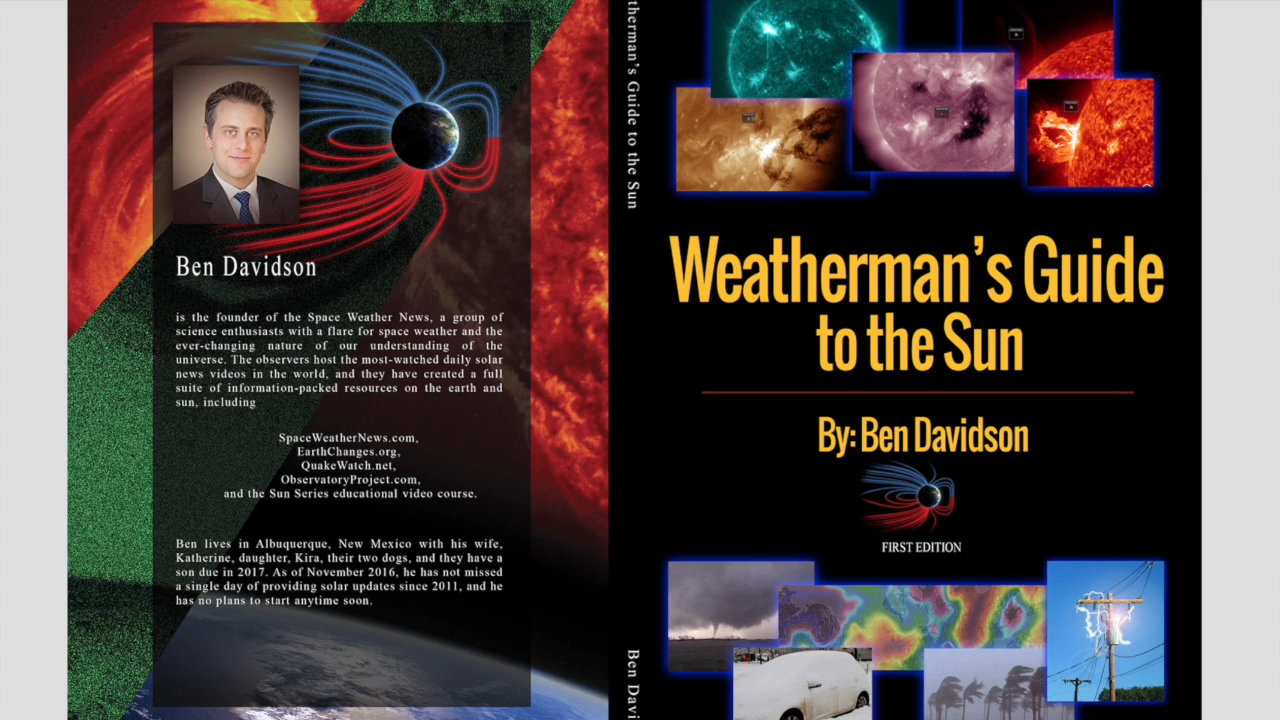 Ben Davidson
is the founder of the Space Weather News, a group of
science enthusiasts with a flare for space weather and the
ever-changing nature of our understanding of the
universe. The observers host the most-watched daily solar
news videos in the world, and they have created a full
suite of information-packed resources on the earth and
sun, including
SpaceWeatherNews.com,
EarthChanges.org,
QuakeWatch.net,
ObservatoryProject.com,
and the Sun Series educational video course.
Ben lives in Albuquerque, New Mexico with his wife,
Katherine, daughter, Kira, their two dogs, and they have a
son due in 2017. As of November 2016, he has not missed
a single day of providing solar updates since 2011, and he
has no plans to start anytime soon.
therman's Guide to the Sun
Ben Davi
Weatherman's Guide
to the Sun
By: Ben Davidson
FIRST EDITION